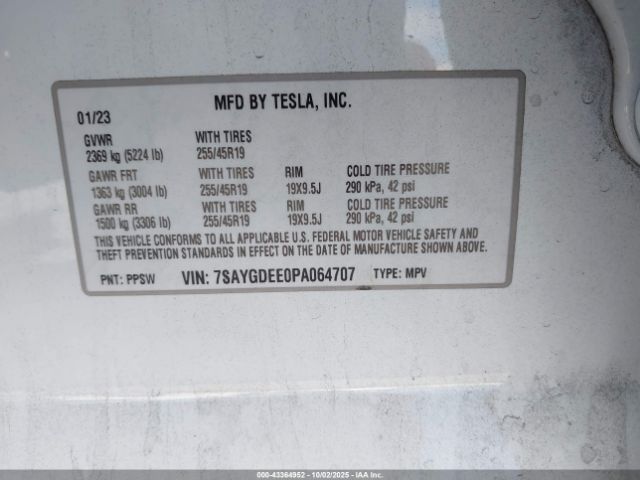 01/23 MFD BY TESLA, INC.
GVWR WITH TIRES
2369 kg (5224 lb) 255/45R19
GAWR FRT WITH TIRES RIM COLD TIRE PRESSURE
1363 kg (3004 lb) 255/45R19 19X9.5J 290 kPa, 42 psi
GAWR RR WITH TIRES RIM COLD TIRE PRESSURE
1500 kg (3306 lb) 255/45R19 19X9.5J 290 kPa, 42 psi
THIS VEHICLE CONFORMS TO ALL APPLICABLE U.S. FEDERAL MOTOR VEHICLE SAFETY AND
THEFT PREVENTION STANDARDS IN EFFECT ON THE DATE OF MANUFACTURE SHOWN ABOVE.
PNT: PPSW VIN: 7SAYGDEE0PA064707 TYPE: MPV
000-43364952 | 10/02/2025 | IAA Inc.